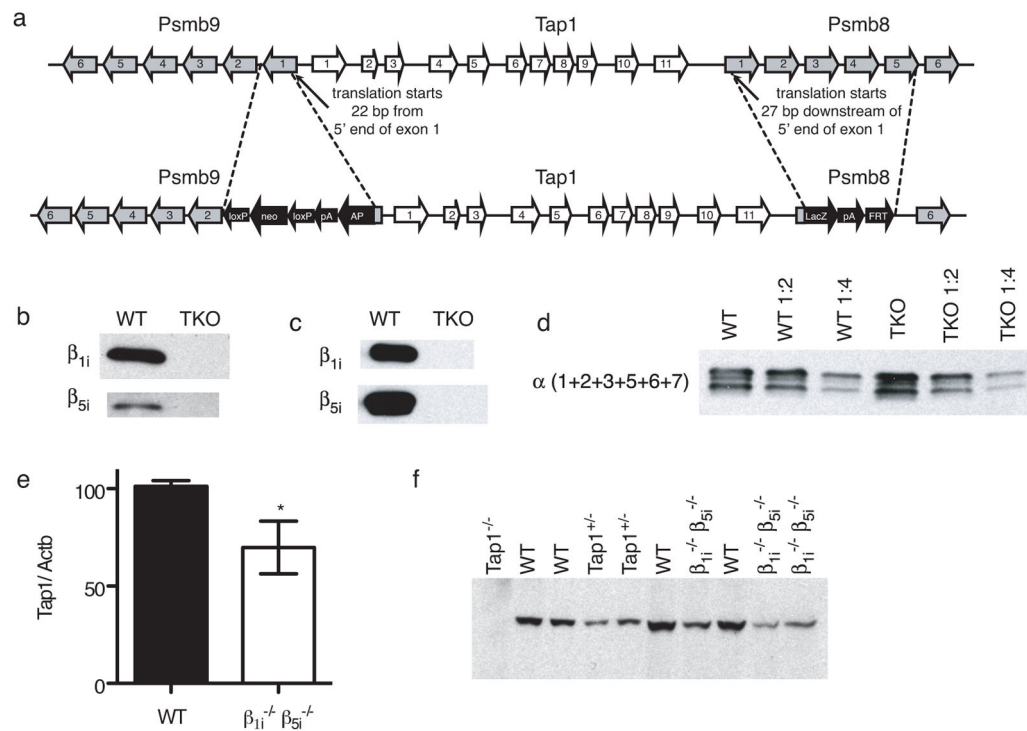 a
Psmb9 Tap1 Psmb8
6 5 4 3 2 1 1 2 3 4 5 6 7 8 9 10 11 1 2 3 4 5 6
translation starts
22 bp from
5' end of exon 1
translation starts
27 bp downstream of
5' end of exon 1
Psmb9 Tap1 Psmb8
6 5 4 3 2 loxP neo loxP pA AP 1 2 3 4 5 6 7 8 9 10 11 LacZ pA FRT 6
b
WT TKO
β1i
β5i
c
WT TKO
β1i
β5i
d
WT WT 1:2 WT 1:4 TKO TKO 1:2 TKO 1:4
α (1+2+3+5+6+7)
e
Tap1/ Actb
100
50
0
*
WT β1i-/- β5i-/-
f
Tap1-/- WT WT Tap1+/- Tap1+/- WT β1i-/- β5i-/- WT β1i-/- β5i-/- β1i-/- β5i-/-